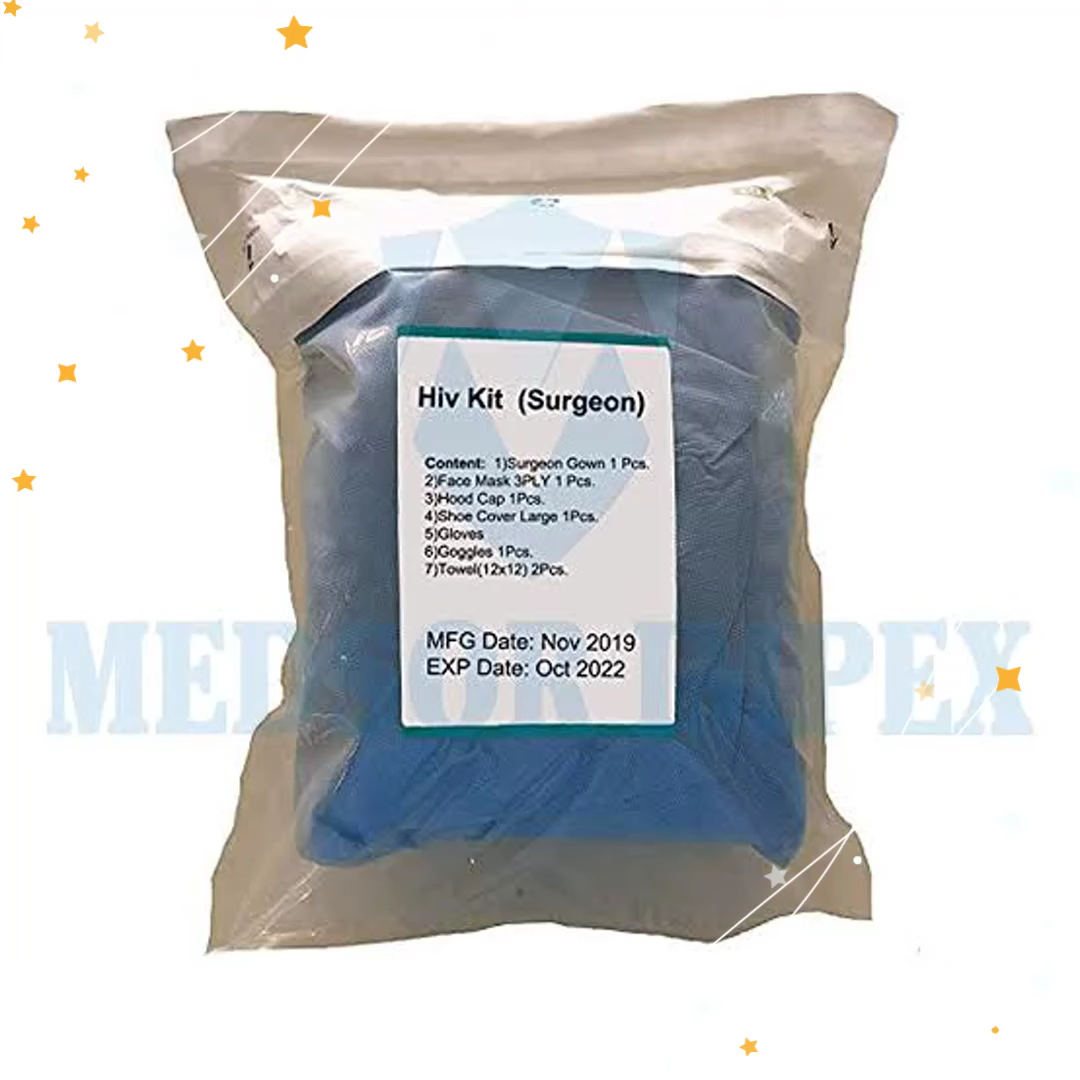 Hiv Kit (Surgeon)
Content: 1)Surgeon Gown 1 Pcs.
2)Face Mask 3PLY 1 Pcs.
3)Hood Cap 1Pcs.
4)Shoe Cover Large 1Pcs.
5)Gloves
6)Goggles 1Pcs.
7)Towel(12x12) 2Pcs.
MFG Date: Nov 2019
EXP Date: Oct 2022